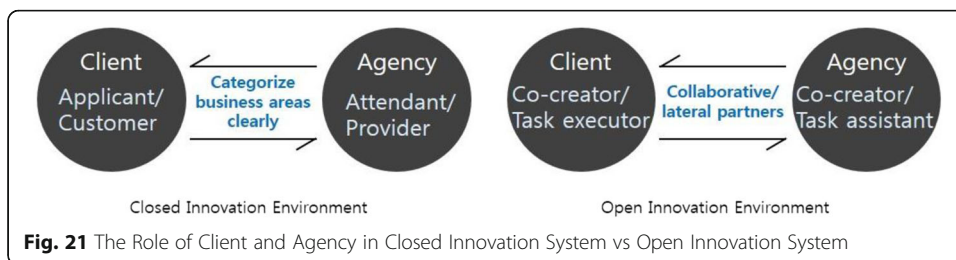 Client
Applicant/
Customer
Categorize
business areas
clearly
Agency
Attendant/
Provider
Closed Innovation Environment
Client
Co-creator/
Task executor
Collaborative/
lateral partners
Agency
Co-creator/
Task assistant
Open Innovation Environment
Fig. 21 The Role of Client and Agency in Closed Innovation System vs Open Innovation System